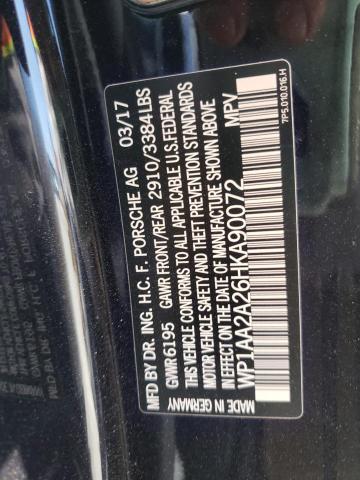 MFD BY DR. ING. H.C. F. PORSCHE AG 03/17
GVWR 6195 GAWR FRONT/REAR 2910/3384 LBS
THIS VEHICLE CONFORMS TO ALL APPLICABLE U.S. FEDERAL
MOTOR VEHICLE SAFETY AND THEFT PREVENTION STANDARDS
IN EFFECT ON THE DATE OF MANUFACTURE SHOWN ABOVE
WP1AA2A26HKA90072 MPV
MADE IN GERMANY 7P5.010.016.H